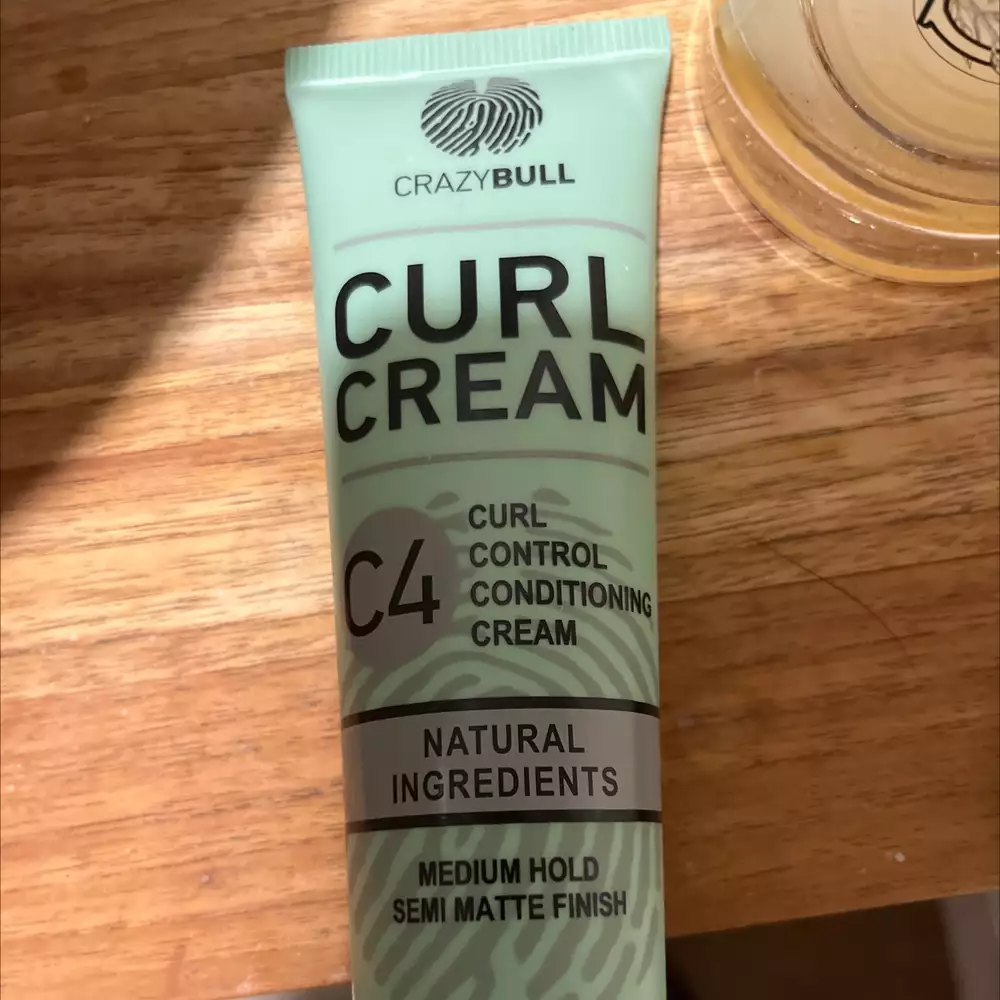 CRAZYBULL
CURL
CREAM
C4
CURL
CONTROL
CONDITIONING
CREAM
NATURAL
INGREDIENTS
MEDIUM HOLD
SEMI MATTE FINISH